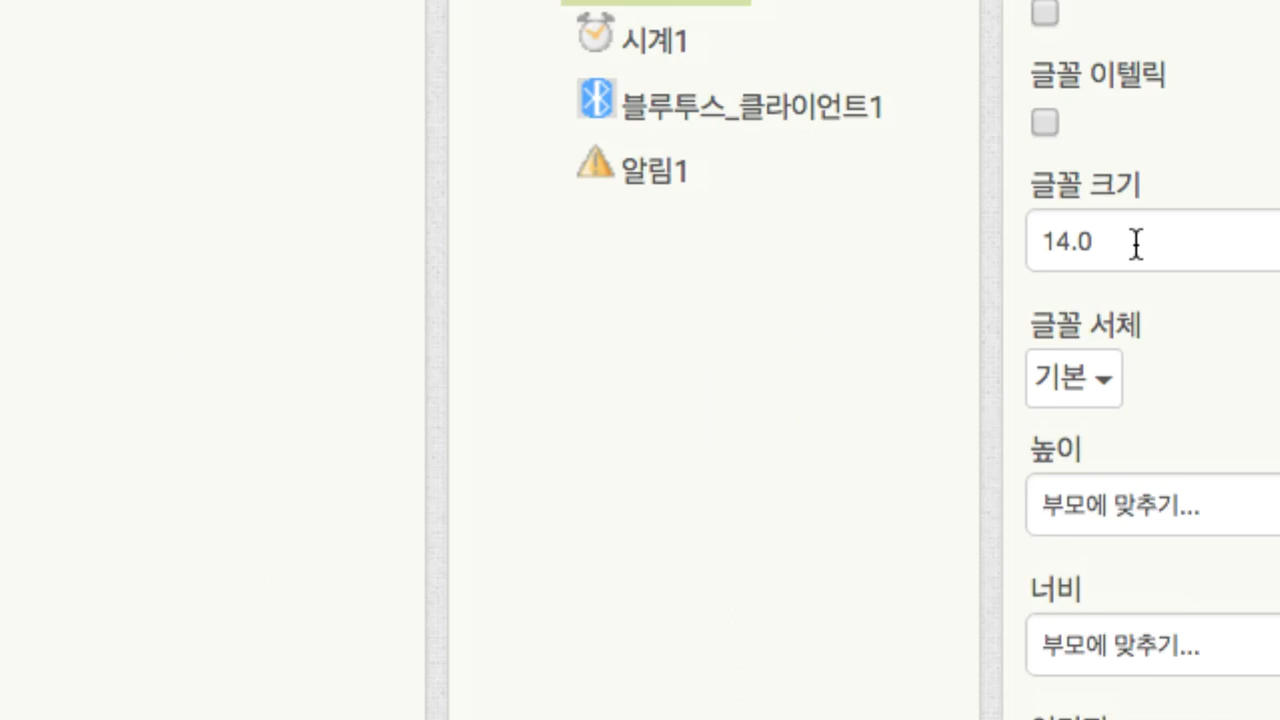 시계1
블루투스_클라이언트1
알림1
글꼴 이텔릭
글꼴 크기
14.0
글꼴 서체
기본
높이
부모에 맞추기...
너비
부모에 맞추기...